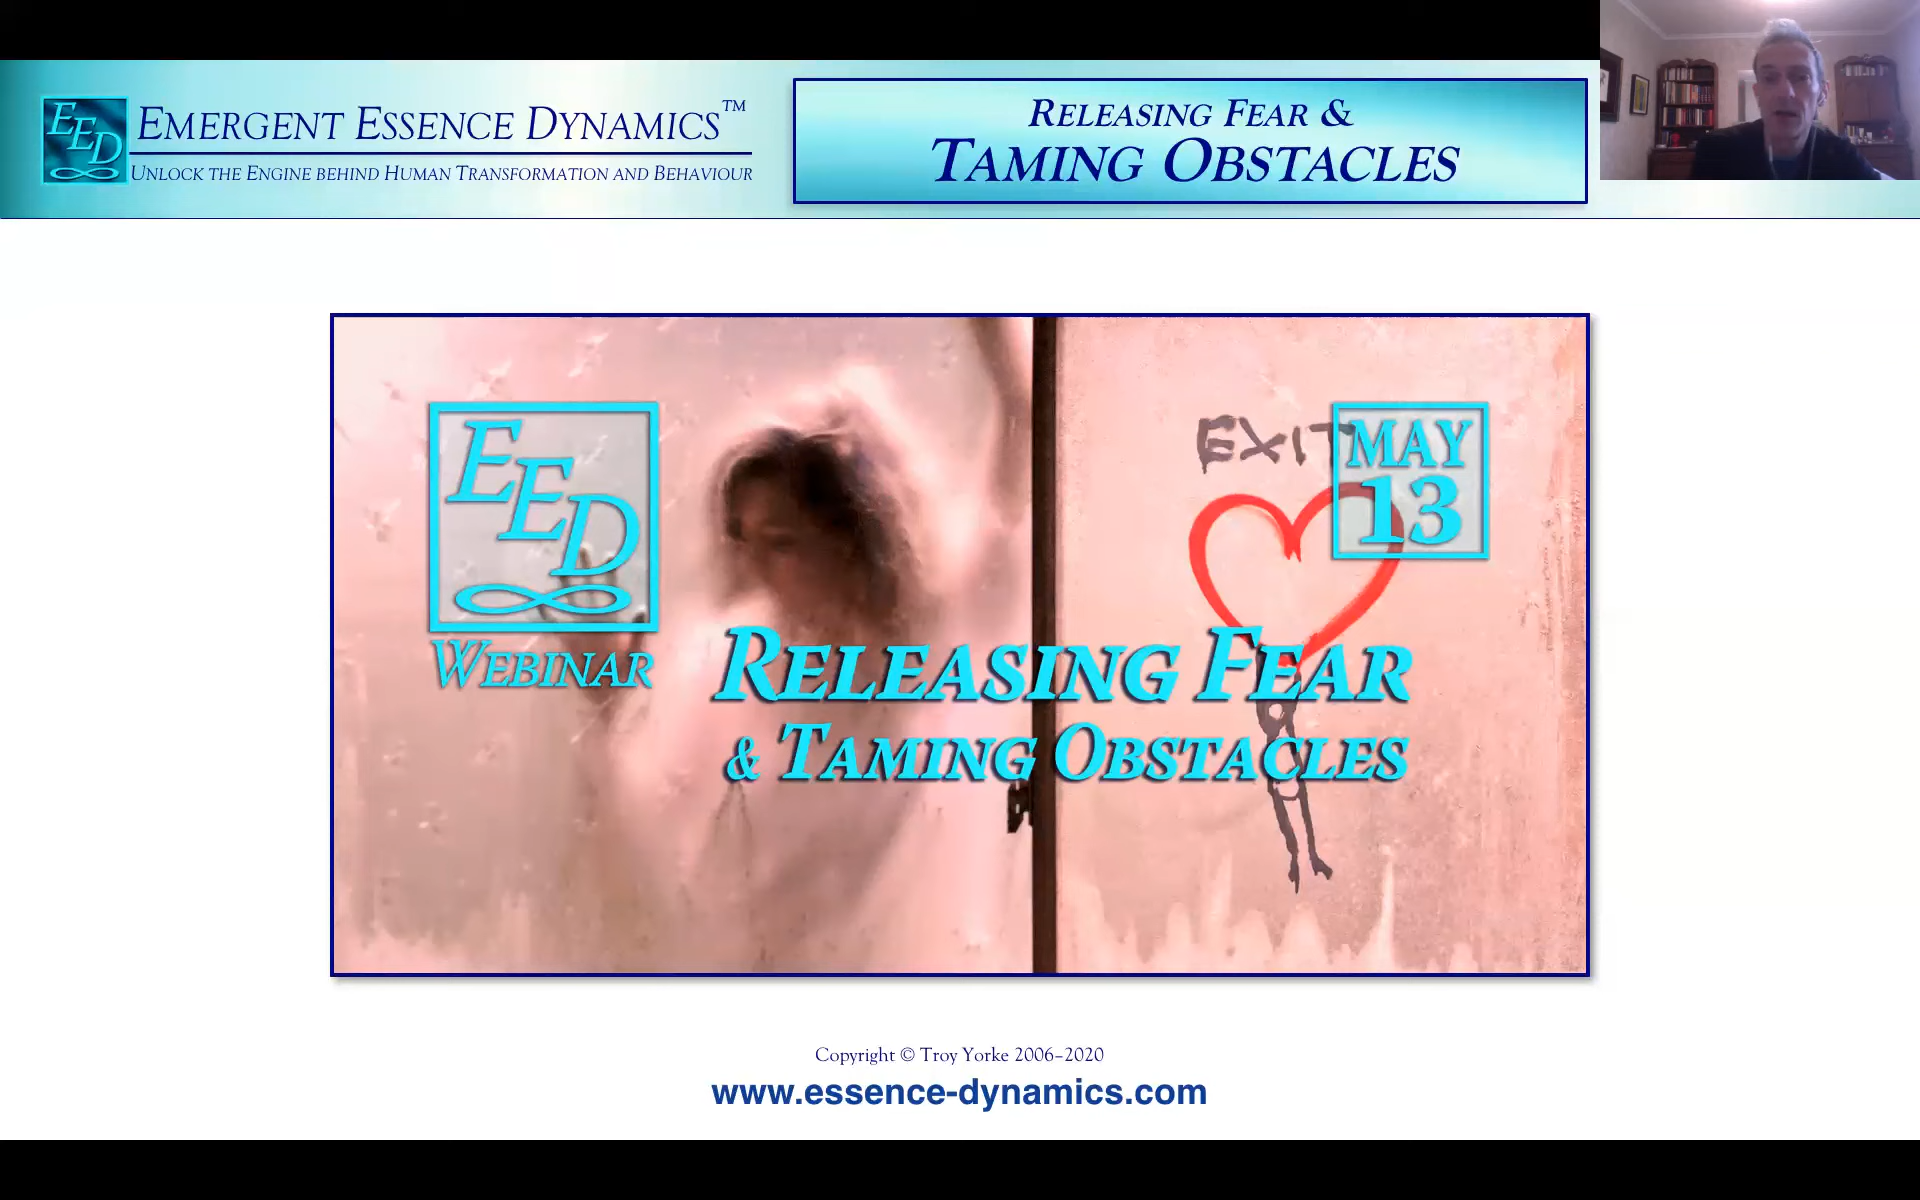 EED
EMERGENT ESSENCE DYNAMICS™
UNLOCK THE ENGINE BEHIND HUMAN TRANSFORMATION AND BEHAVIOUR
RELEASING FEAR &
TAMING OBSTACLES
EED
WEBINAR
EXIT
MAY
13
RELEASING FEAR
& TAMING OBSTACLES
Copyright © Troy Yorke 2006-2020
www.essence-dynamics.com